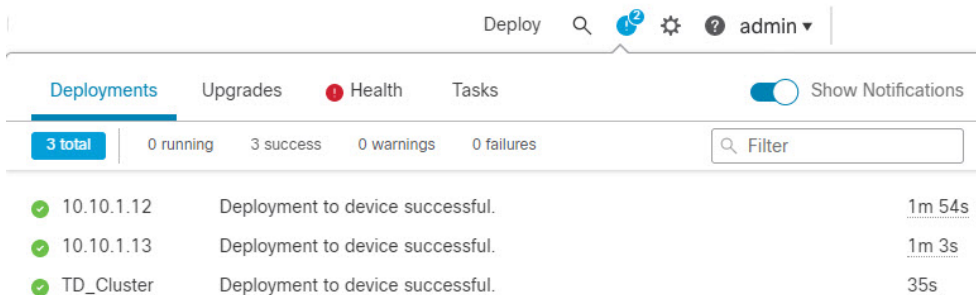 Deploy 2 admin
Deployments Upgrades Health Tasks Show Notifications
3 total 0 running 3 success 0 warnings 0 failures Filter
10.10.1.12 Deployment to device successful. 1m 54s
10.10.1.13 Deployment to device successful. 1m 3s
TD_Cluster Deployment to device successful. 35s